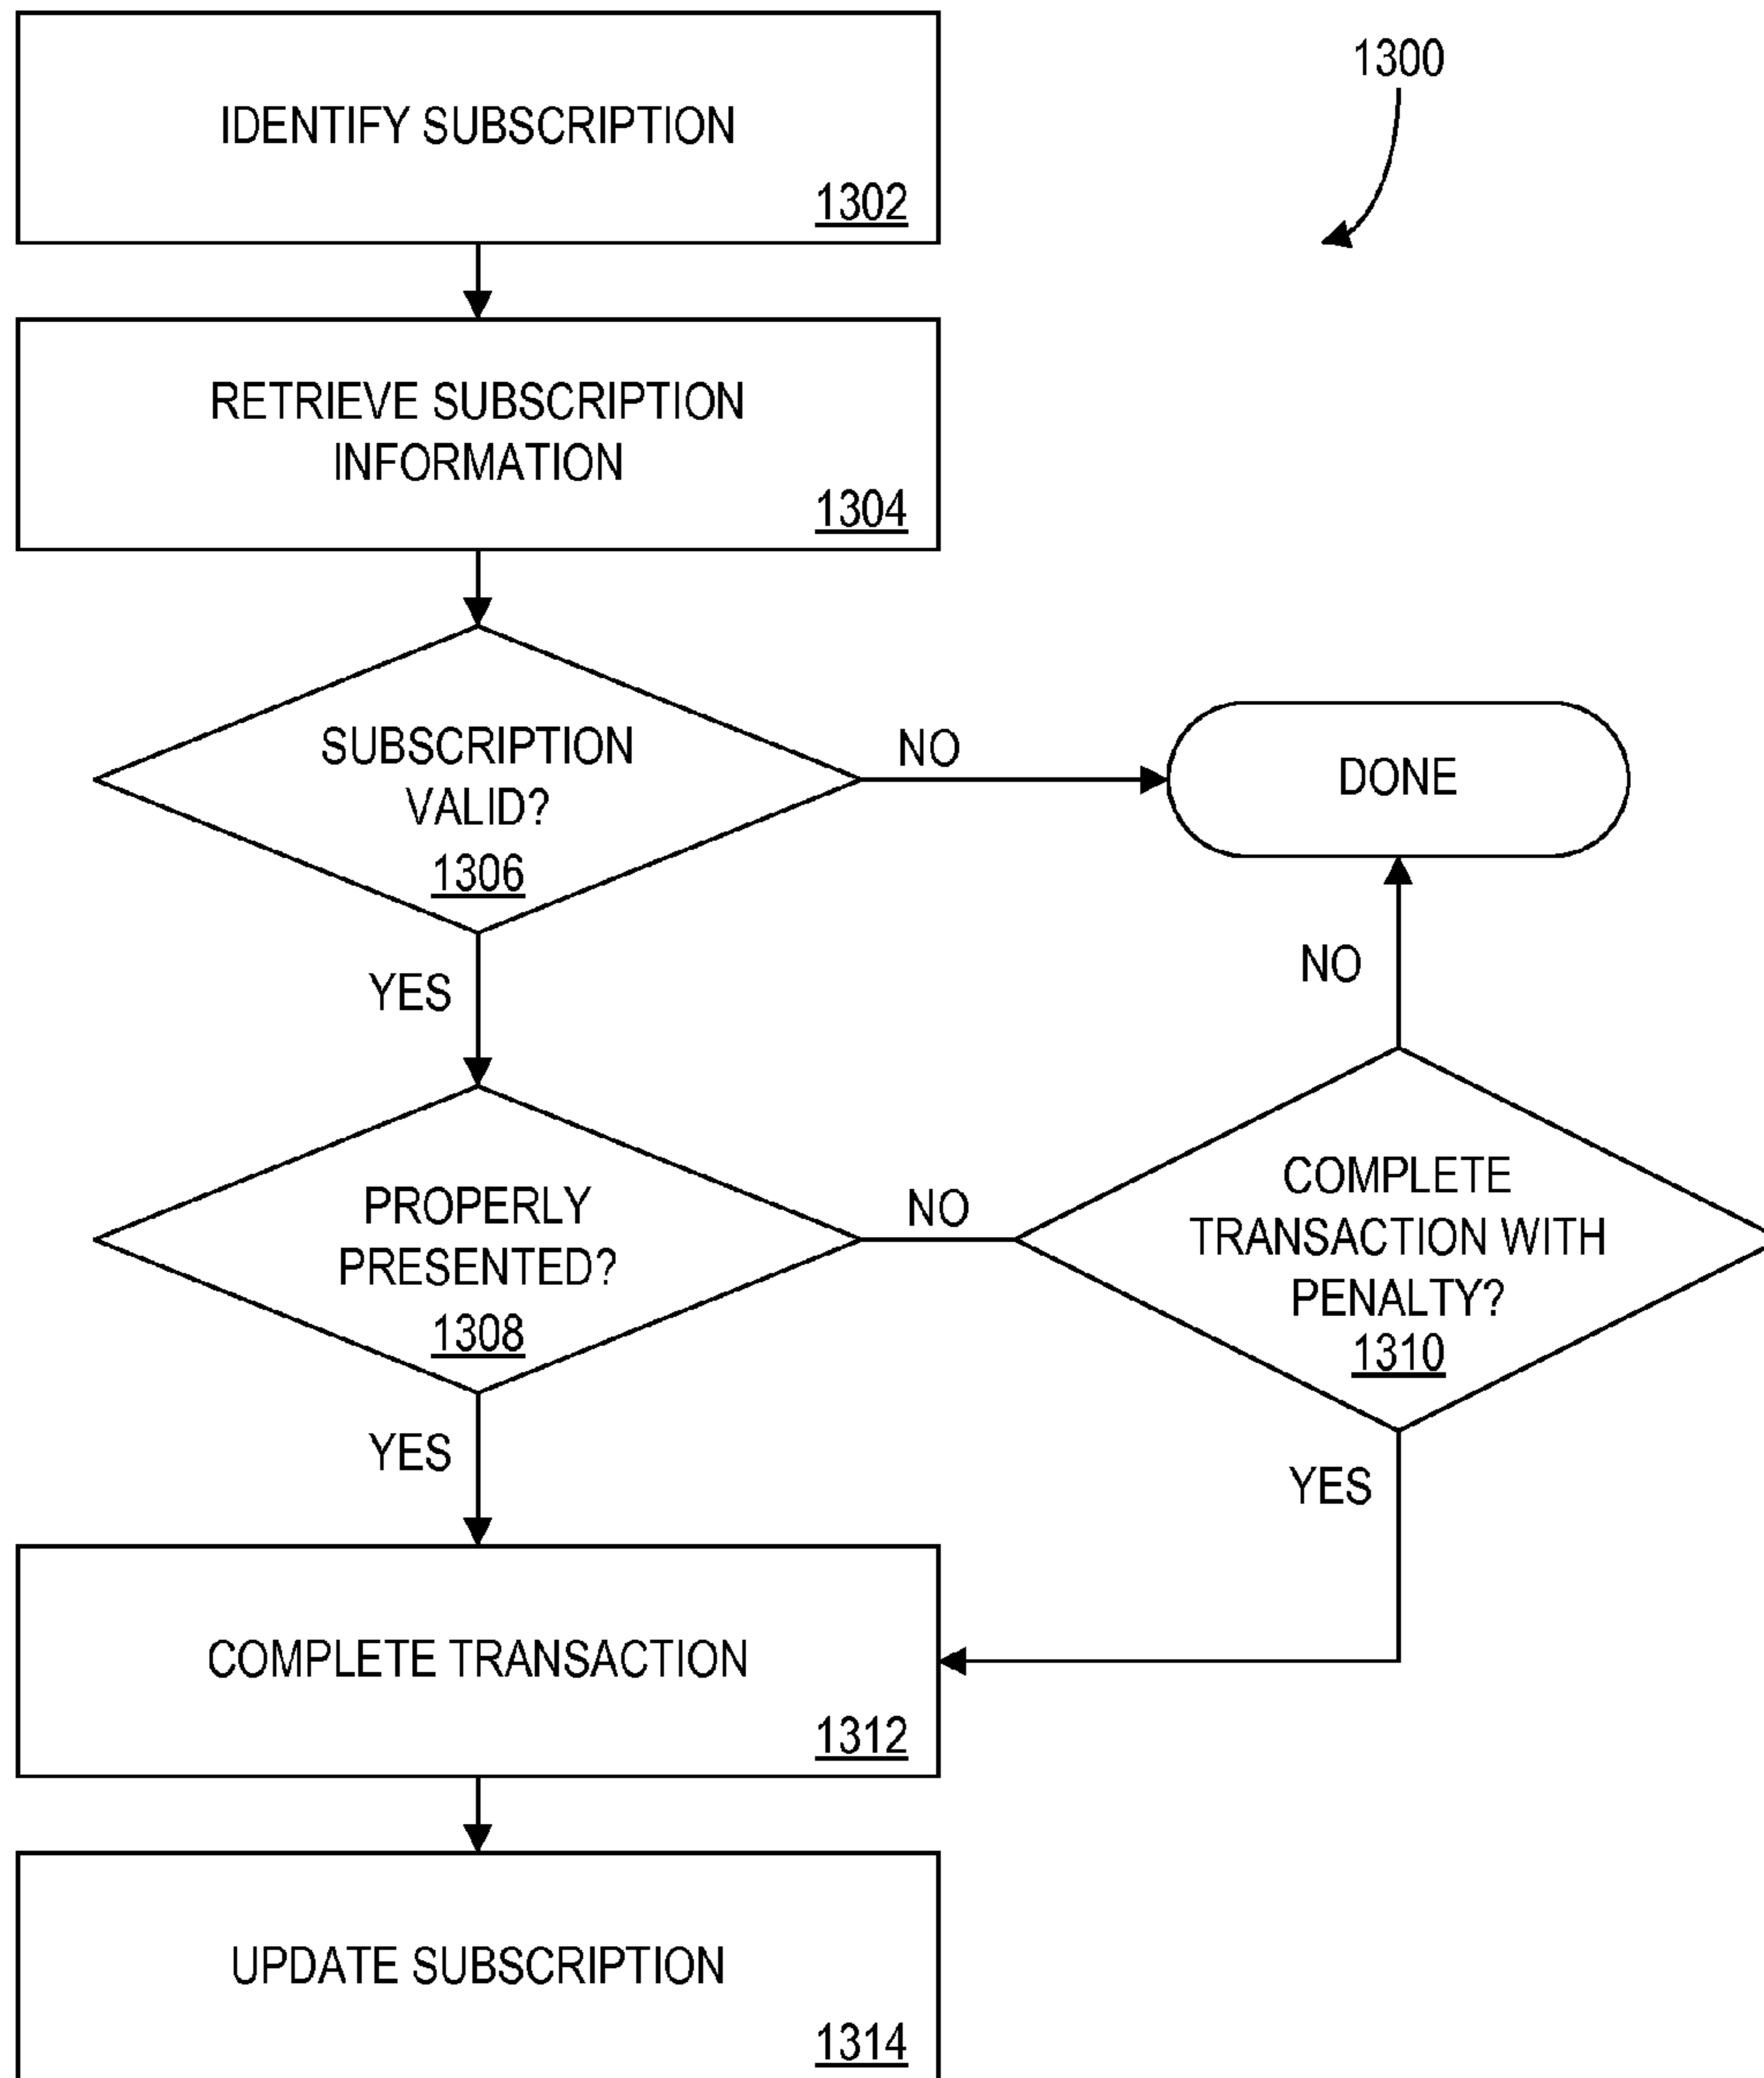 1300
IDENTIFY SUBSCRIPTION
1302
RETRIEVE SUBSCRIPTION
INFORMATION
1304
SUBSCRIPTION
VALID?
1306
NO
DONE
YES
NO
PROPERLY
PRESENTED?
1308
NO
COMPLETE
TRANSACTION WITH
PENALTY?
1310
YES
YES
COMPLETE TRANSACTION
1312
UPDATE SUBSCRIPTION
1314